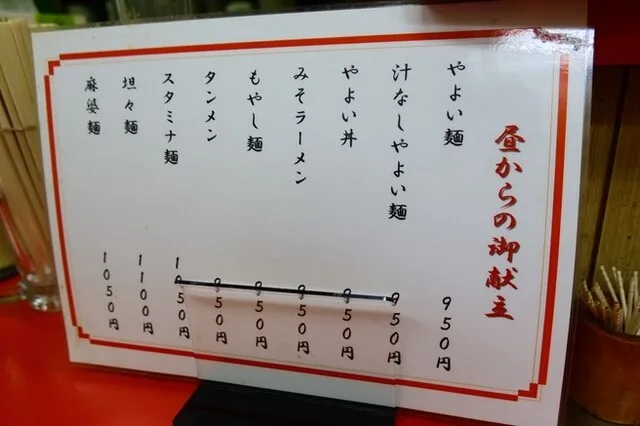 昼からの御献主
やよい麺 950円
汁なしやよい麺 950円
やよい丼 950円
みそラーメン 950円
もやし麺 950円
タンメン 950円
スタミナ麺 1050円
坦々麺 1100円
麻婆麺 1050円